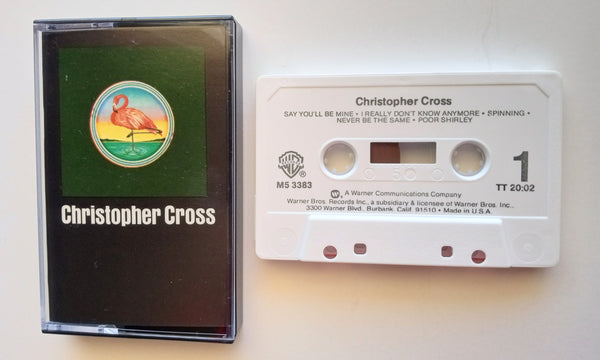 Christopher Cross
Christopher Cross
SAY YOU'LL BE MINE • I REALLY DON'T KNOW ANYMORE • SPINNING •
NEVER BE THE SAME • POOR SHIRLEY
50
1
M5 3383
TT 20:02
A Warner Communications Company
Warner Bros. Records Inc., a subsidiary & licensee of Warner Bros. Inc.,
3300 Warner Blvd., Burbank, Calif. 91510 • Made in U.S.A.